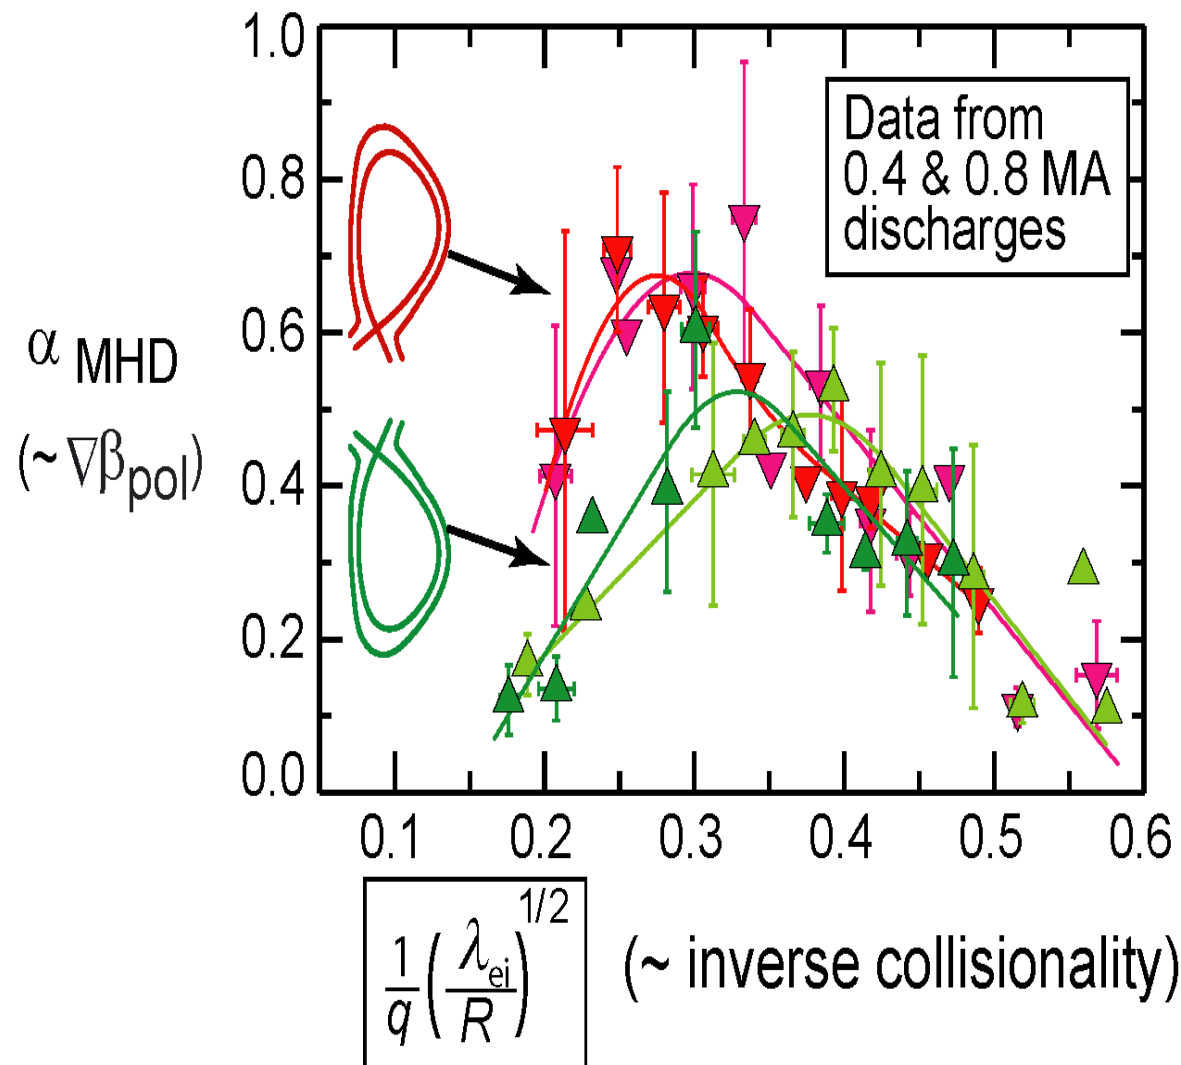 1.0
0.8
0.6
0.4
0.2
0.0
α MHD
(~ ∇βpol)
Data from
0.4 & 0.8 MA
discharges
0.1 0.2 0.3 0.4 0.5 0.6
1/q (λei/R)^1/2 (~ inverse collisionality)